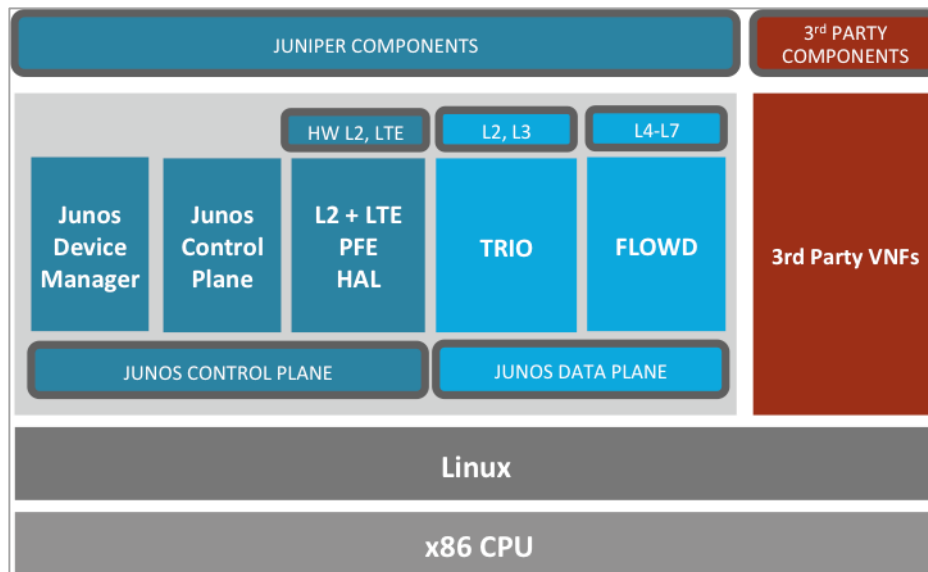 JUNIPER COMPONENTS
3rd PARTY
COMPONENTS
HW L2, LTE
L2, L3
L4-L7
Junos
Device
Manager
Junos
Control
Plane
L2 + LTE
PFE
HAL
TRIO
FLOWD
3rd Party VNFs
JUNOS CONTROL PLANE
JUNOS DATA PLANE
Linux
x86 CPU